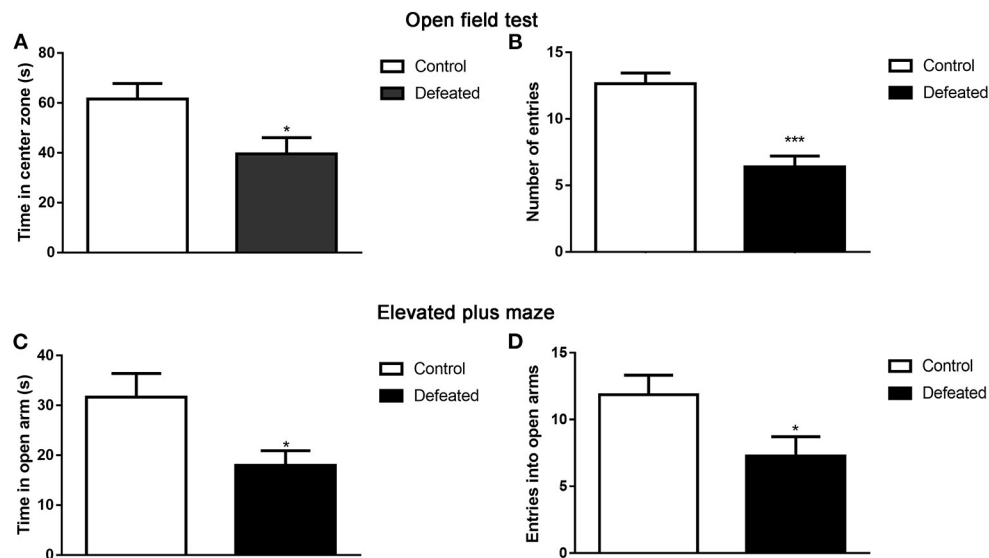 Open field test
A
Time in center zone (s)
80
60
40
20
0
*
Control
Defeated
B
Number of entries
15
10
5
0
***
Control
Defeated
Elevated plus maze
C
Time in open arm (s)
40
30
20
10
0
*
Control
Defeated
D
Entries into open arms
15
10
5
0
*
Control
Defeated